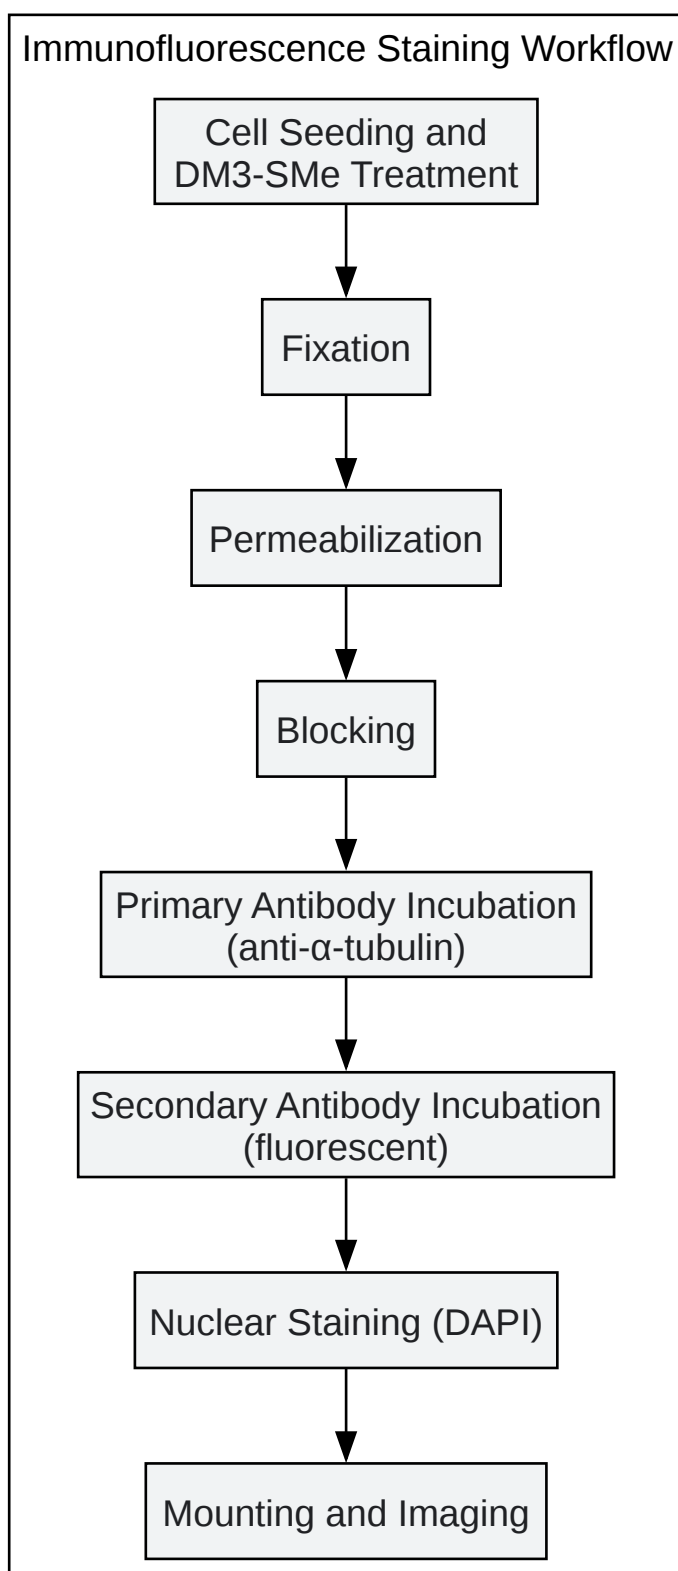 Immunofluorescence Staining Workflow
Cell Seeding and
DM3-SMe Treatment
Fixation
Permeabilization
Blocking
Primary Antibody Incubation
(anti-α-tubulin)
Secondary Antibody Incubation
(fluorescent)
Nuclear Staining (DAPI)
Mounting and Imaging